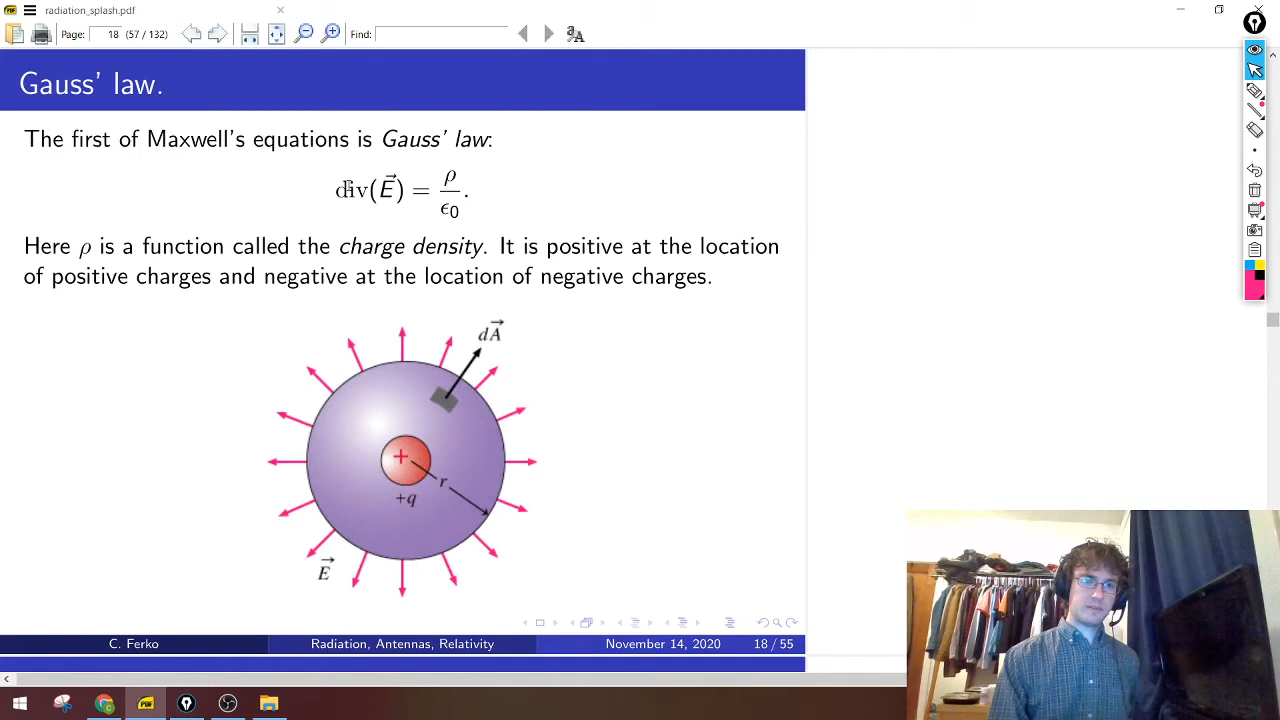 radiation_splash.pdf
Page: 18 (57 / 132) Find:
Gauss' law.
The first of Maxwell's equations is Gauss' law:
div(E⃗) = ρ/ϵ0.
Here ρ is a function called the charge density. It is positive at the location
of positive charges and negative at the location of negative charges.
dA⃗
+
r
+q
E⃗
C. Ferko Radiation, Antennas, Relativity November 14, 2020 18 / 55